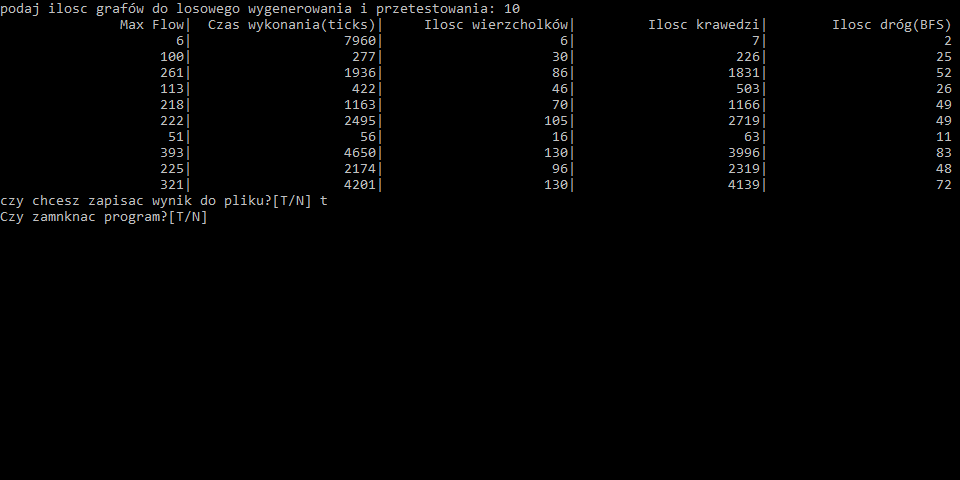 podaj ilosc grafów do losowego wygenerowania i przetestowania: 10
Max Flow| Czas wykonania(ticks)| Ilosc wierzcholków| Ilosc krawedzi| Ilosc dróg(BFS)
6| 7960| 6| 7| 2
100| 277| 30| 226| 25
261| 1936| 86| 1831| 52
113| 422| 46| 503| 26
218| 1163| 70| 1166| 49
222| 2495| 105| 2719| 49
51| 56| 16| 63| 11
393| 4650| 130| 3996| 83
225| 2174| 96| 2319| 48
321| 4201| 130| 4139| 72
czy chcesz zapisac wynik do pliku?[T/N] t
Czy zamnknac program?[T/N]